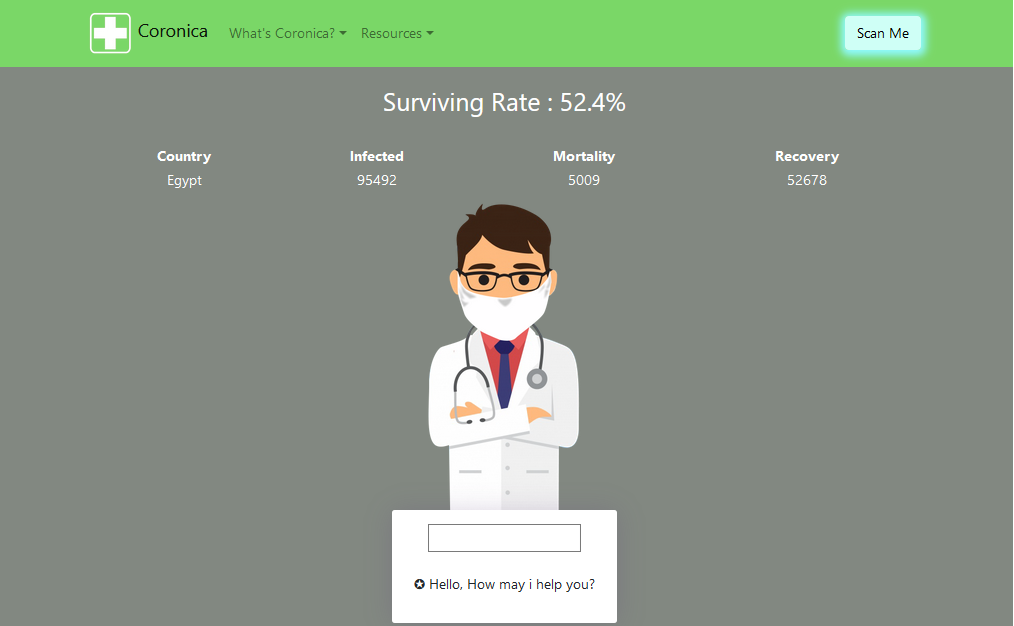 Coronica What's Coronica? Resources Scan Me
Surviving Rate : 52.4%
Country Infected Mortality Recovery
Egypt 95492 5009 52678
✪ Hello, How may i help you?